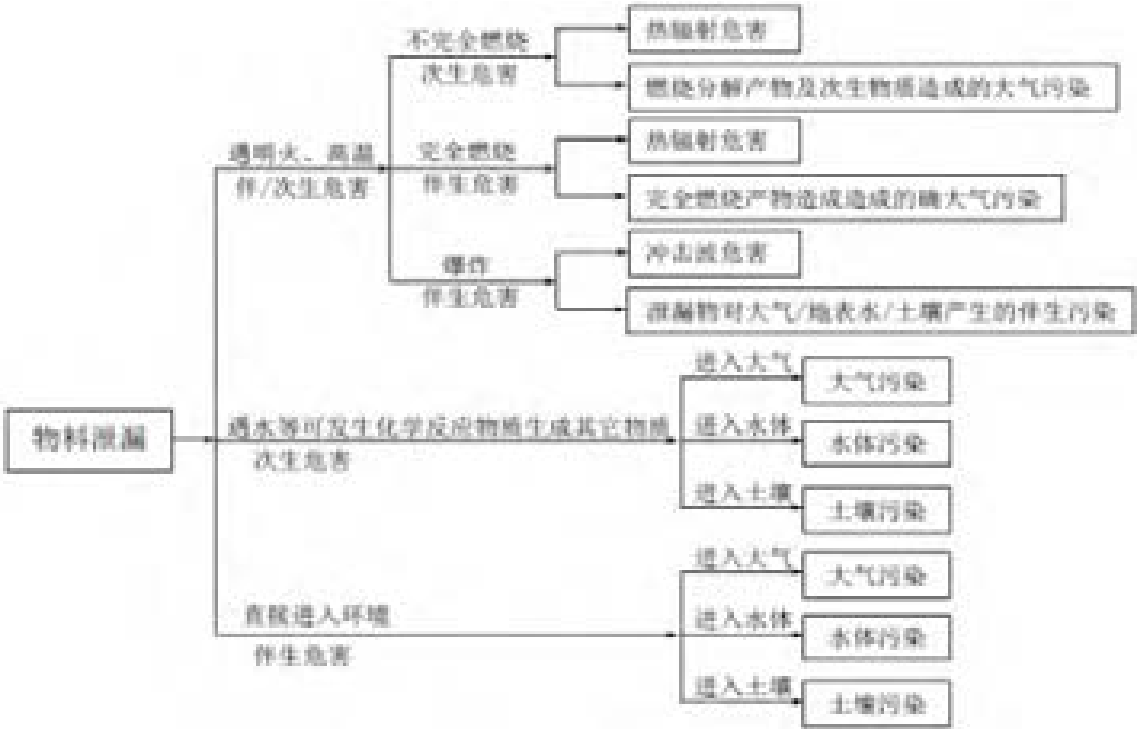 不完全燃烧
次生危害
热辐射危害
燃烧分解产物及次生物质造成的大气污染
遇明火、高温
伴/次生危害
完全燃烧
伴生危害
热辐射危害
完全燃烧产物造成造成的确大气污染
爆炸
伴生危害
冲击波危害
泄漏物对大气/地表水/土壤产生的伴生污染
物料泄漏
遇水等可发生化学反应物质生成其它物质
次生危害
进入大气
大气污染
进入水体
水体污染
进入土壤
土壤污染
直接进入环境
伴生危害
进入大气
大气污染
进入水体
水体污染
进入土壤
土壤污染